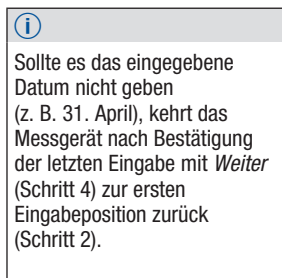 Sollte es das eingegebene
Datum nicht geben
(z. B. 31. April), kehrt das
Messgerät nach Bestätigung
der letzten Eingabe mit Weiter
(Schritt 4) zur ersten
Eingabeposition zurück
(Schritt 2).